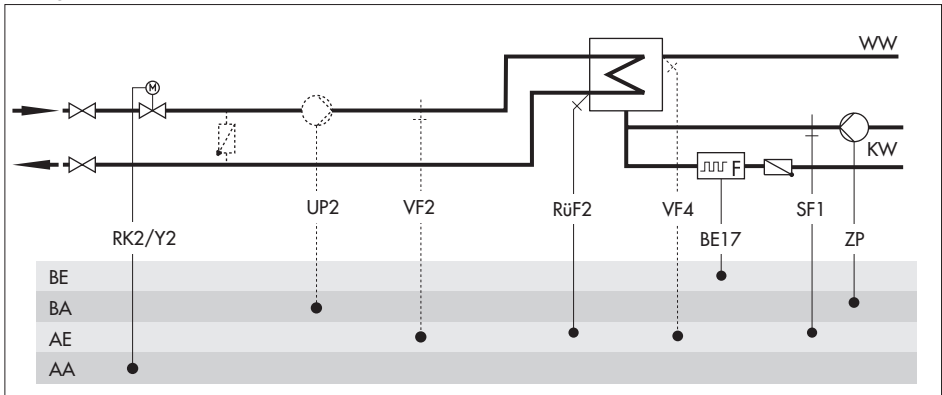 WW
M
KW
F
UP2 VF2 RüF2 VF4 SF1
RK2/Y2 BE17 ZP
BE
BA
AE
AA